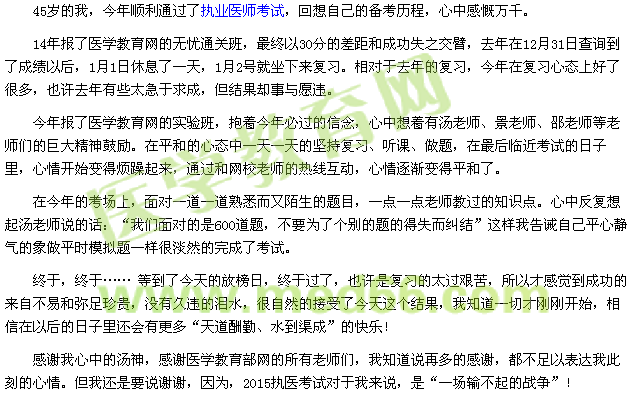 45岁的我，今年顺利通过了执业医师考试，回想自己的备考历程，心中感慨万千。
14年报了医学教育网的无忧通关班，最终以30分的差距和成功失之交臂，去年在12月31日查询到
了成绩以后，1月1日休息了一天，1月2号就坐下来复习。相对于去年的复习，今年在复习心态上好了
很多，也许去年有些太急于求成，但结果却事与愿违。
今年报了医学教育网的实验班，抱着今年必过的信念，心中想着有汤老师、景老师、邵老师等老
师们的巨大精神鼓励。在平和的心态中一天一天的坚持复习、听课、做题，在最后临近考试的日子
里，心情开始变得烦躁起来，通过和网校老师的热线互动，心情逐渐变得平和了。
在今年的考场上，面对一道一道熟悉而又陌生的题目，一点一点老师教过的知识点。心中反复想
起汤老师说的话：“我们面对的是600道题，不要为了个别的题的得失而纠结”这样我告诫自己平心静
气的象做平时模拟题一样很淡然的完成了考试。
终于，终于…… 等到了今天的放榜日，终于过了，也许是复习的太过艰苦，所以才感觉到成功的
来自不易和弥足珍贵，没有久违的泪水，很自然的接受了今天这个结果，我知道一切才刚刚开始，相
信在以后的日子里还会有更多“天道酬勤、水到渠成”的快乐！
感谢我心中的汤神，感谢医学教育部网的所有老师们，我知道说再多的感谢，都不足以表达我此
刻的心情。但我还是要说谢谢，因为，2015执医考试对于我来说，是“一场输不起的战争”！
医学教育网
www.med66.com